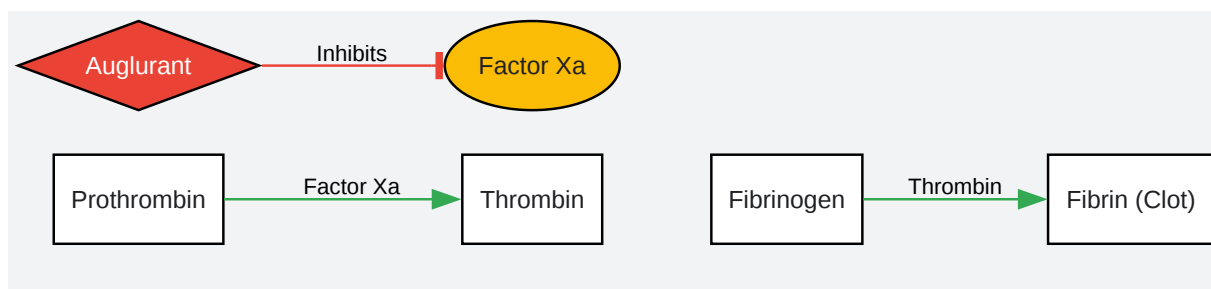 Auglurant
Inhibits
Factor Xa
Prothrombin
Factor Xa
Thrombin
Fibrinogen
Thrombin
Fibrin (Clot)